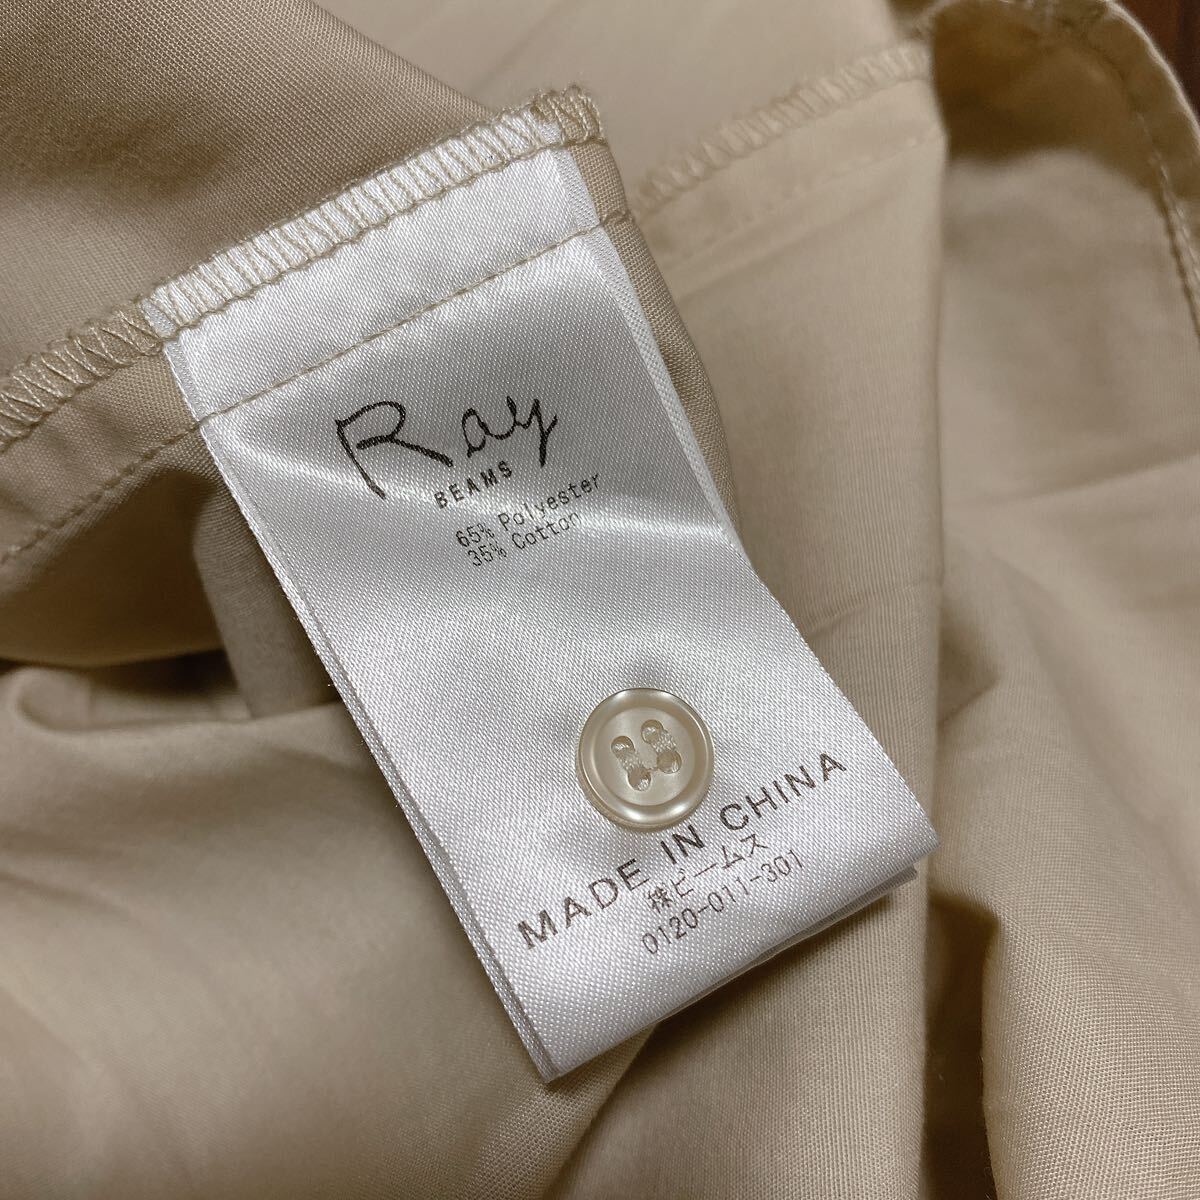 Ray
BEAMS
65% Polyester
35% Cotton
MADE IN CHINA
㈱ビームス
0120-011-301